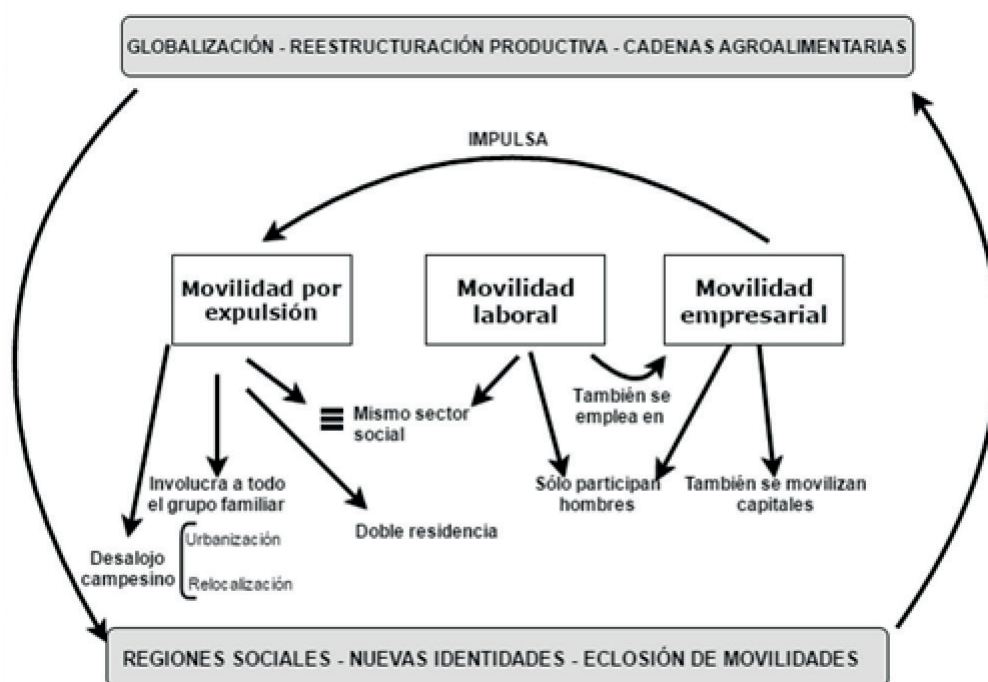 GLOBALIZACIÓN - REESTRUCTURACIÓN PRODUCTIVA - CADENAS AGROALIMENTARIAS
IMPULSA
Movilidad por
expulsión
Movilidad
laboral
Movilidad
empresarial
Mismo sector
social
También se
emplea en
Involucra a todo
el grupo familiar
Sólo participan
hombres
También se movilizan
capitales
Doble residencia
Desalojo
campesino
Urbanización
Relocalización
REGIONES SOCIALES - NUEVAS IDENTIDADES - ECLOSIÓN DE MOVILIDADES